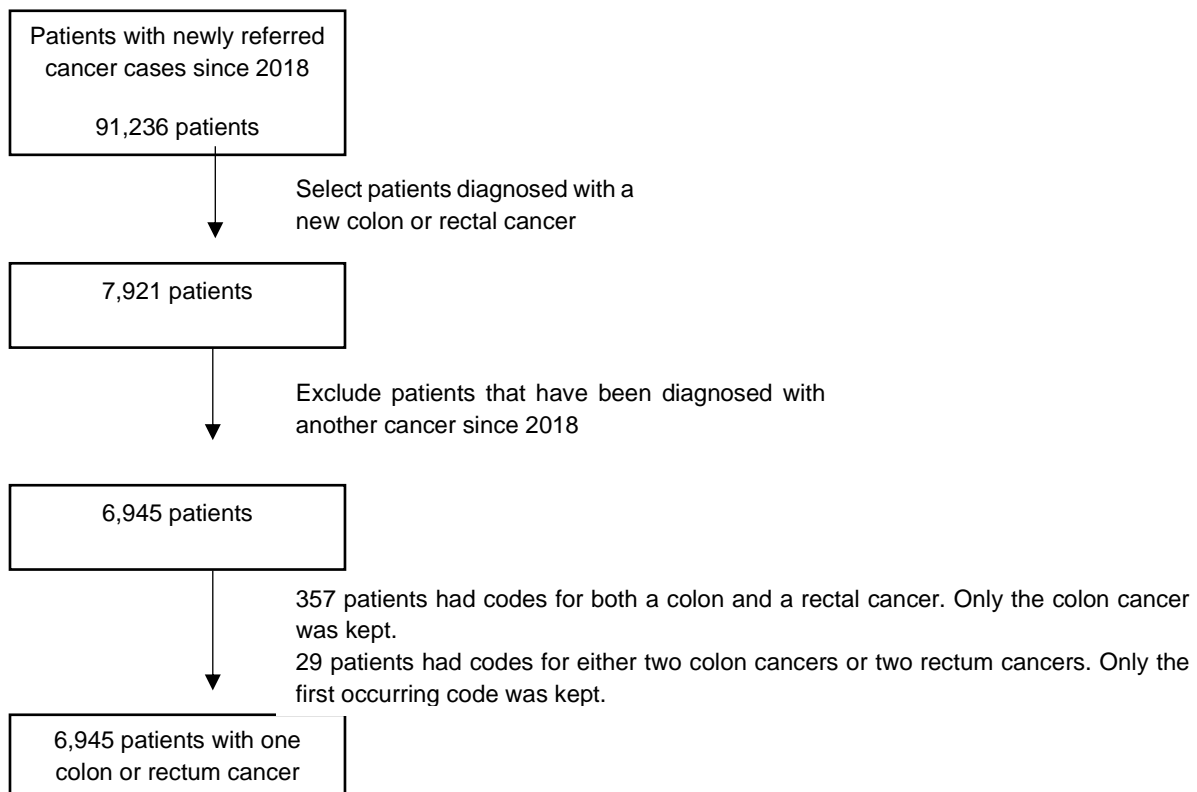 Patients with newly referred
cancer cases since 2018
91,236 patients
Select patients diagnosed with a
new colon or rectal cancer
7,921 patients
Exclude patients that have been diagnosed with
another cancer since 2018
6,945 patients
357 patients had codes for both a colon and a rectal cancer. Only the colon cancer
was kept.
29 patients had codes for either two colon cancers or two rectum cancers. Only the
first occurring code was kept.
6,945 patients with one
colon or rectum cancer